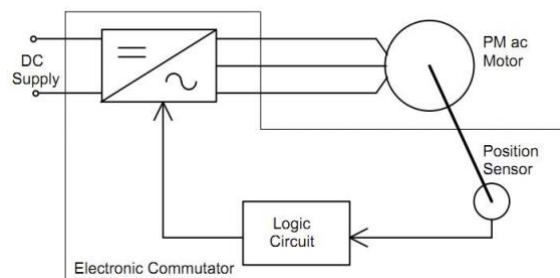 DC
Supply
PM ac
Motor
Position
Sensor
Logic
Circuit
Electronic Commutator